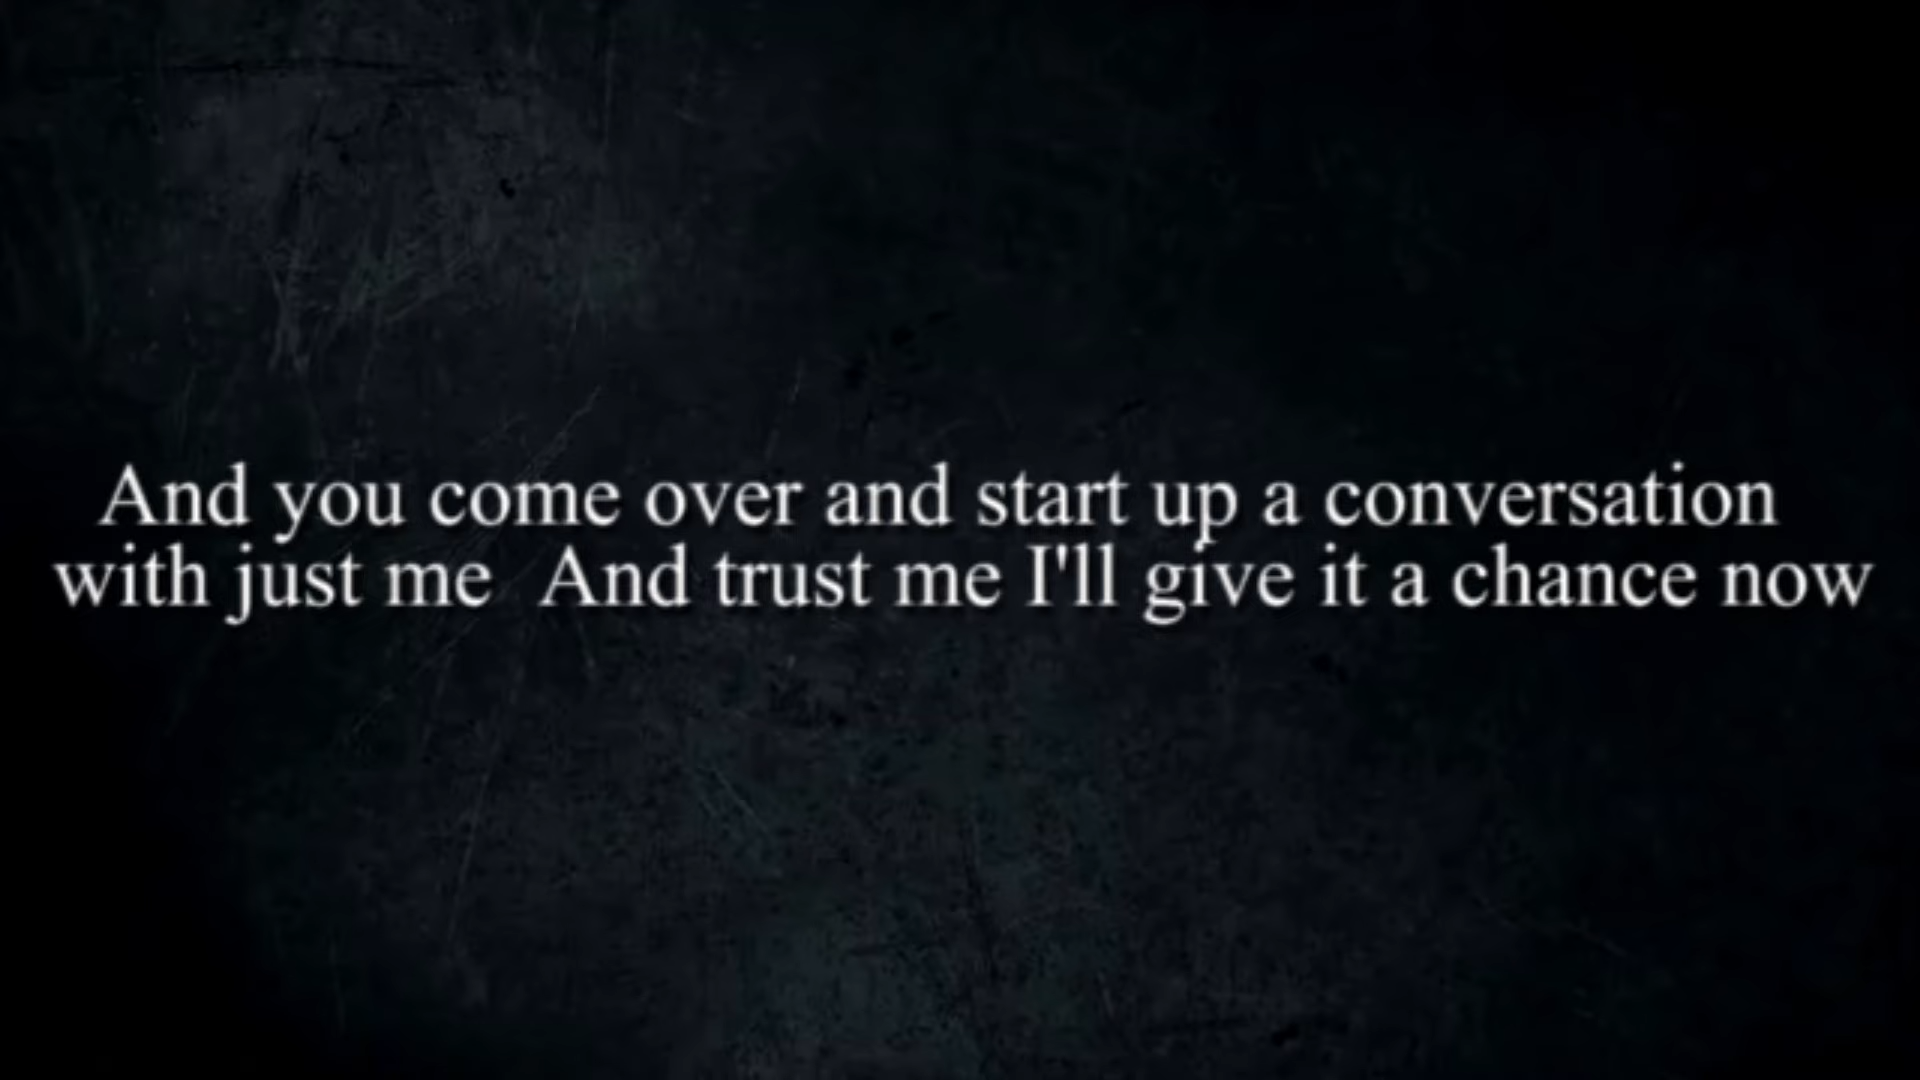 And you come over and start up a conversation
with just me  And trust me I'll give it a chance now